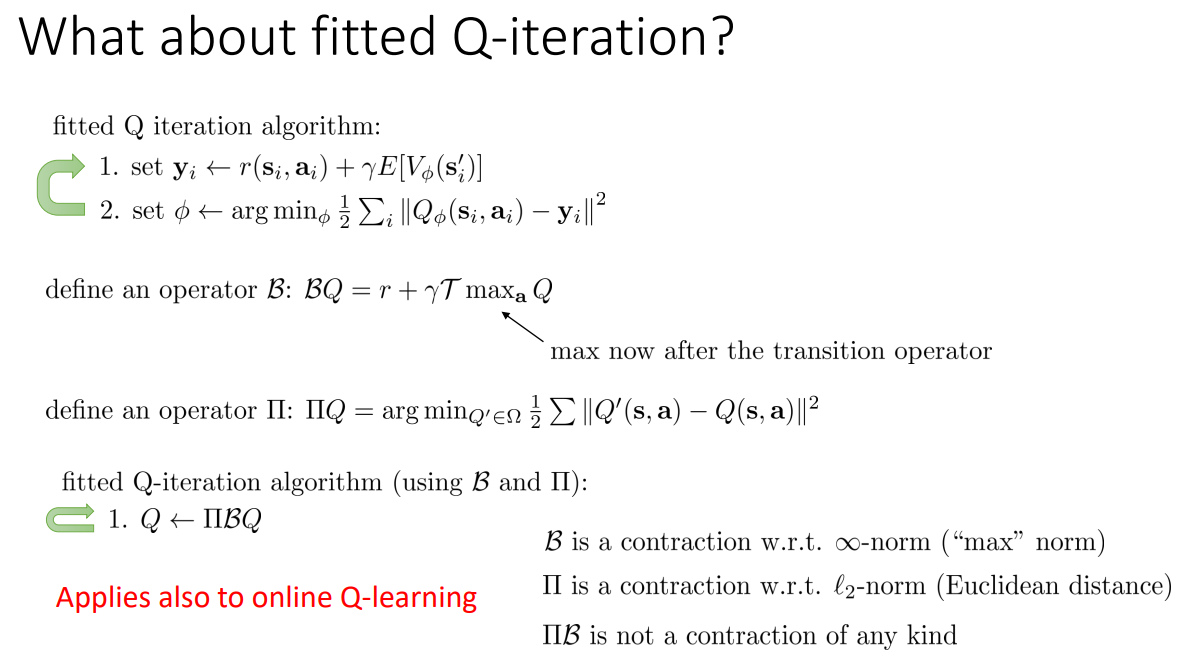 What about fitted Q-iteration?
fitted Q iteration algorithm:
1. set $\mathbf{y}_i \leftarrow r(\mathbf{s}_i, \mathbf{a}_i) + \gamma E[V_\phi(\mathbf{s}_i')]$
2. set $\phi \leftarrow \arg\min_\phi \frac{1}{2} \sum_i \|Q_\phi(\mathbf{s}_i, \mathbf{a}_i) - \mathbf{y}_i\|^2$
define an operator $\mathcal{B}$: $\mathcal{B}Q = r + \gamma \mathcal{T} \max_{\mathbf{a}} Q$
max now after the transition operator
define an operator $\Pi$: $\Pi Q = \arg\min_{Q' \in \Omega} \frac{1}{2} \sum \|Q'(\mathbf{s}, \mathbf{a}) - Q(\mathbf{s}, \mathbf{a})\|^2$
fitted Q-iteration algorithm (using $\mathcal{B}$ and $\Pi$):
1. $Q \leftarrow \Pi\mathcal{B}Q$
$\mathcal{B}$ is a contraction w.r.t. $\infty$-norm (“max” norm)
$\Pi$ is a contraction w.r.t. $\ell_2$-norm (Euclidean distance)
$\Pi\mathcal{B}$ is not a contraction of any kind
Applies also to online Q-learning